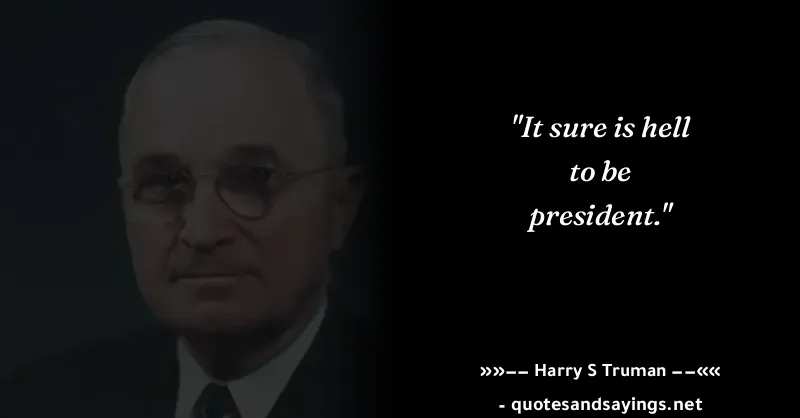 "It sure is hell
to be
president."
»»−− Harry S Truman −−««
- quotesandsayings.net